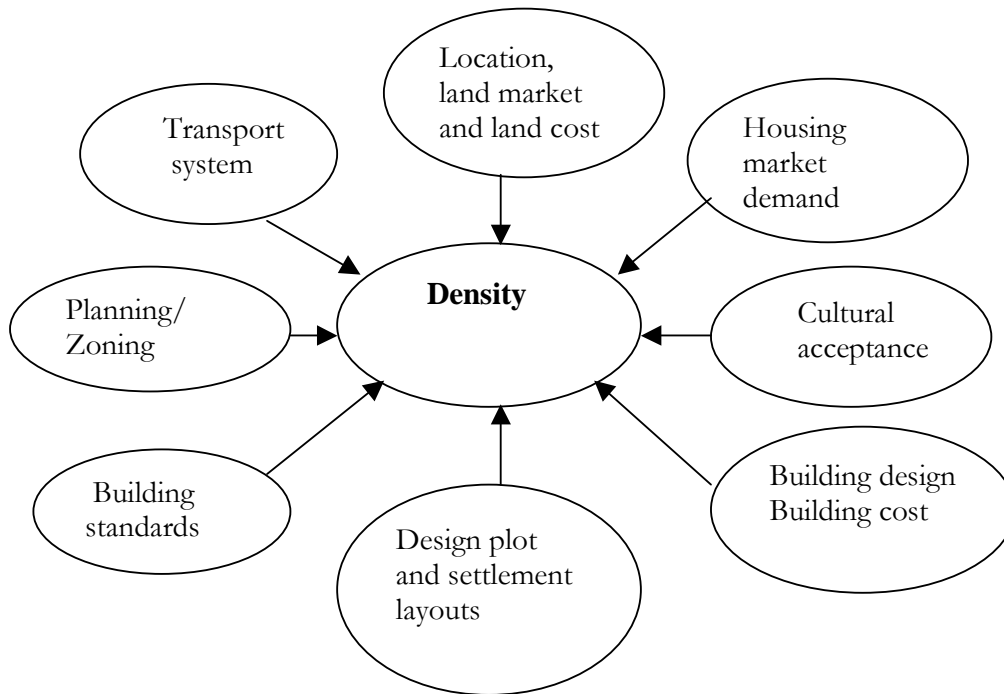 Location,
land market
and land cost
Transport
system
Housing
market
demand
Density
Planning/
Zoning
Cultural
acceptance
Building
standards
Design plot
and settlement
layouts
Building design
Building cost